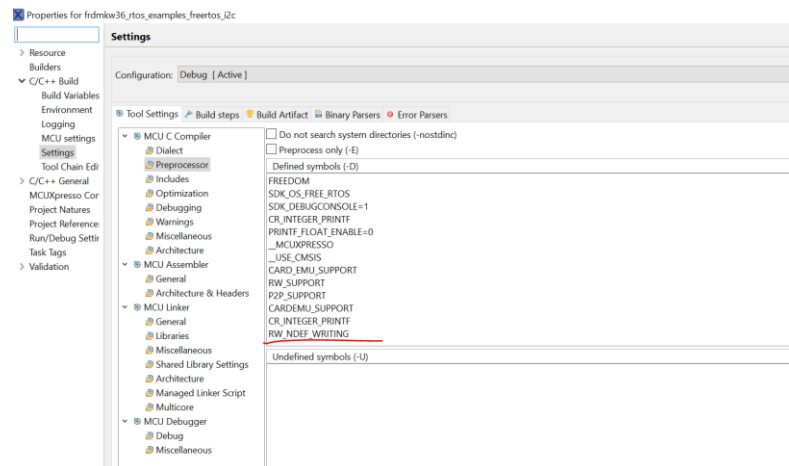 Properties for frdmkw36_rtos_examples_freertos_i2c
Settings
Resource
Builders
C/C++ Build
Build Variables
Environment
Logging
MCU settings
Settings
Tool Chain Edi
C/C++ General
MCUXpresso Cor
Project Natures
Project Reference
Run/Debug Settir
Task Tags
Validation
Configuration: Debug [ Active ]
Tool Settings Build steps Build Artifact Binary Parsers Error Parsers
MCU C Compiler
Dialect
Preprocessor
Includes
Optimization
Debugging
Warnings
Miscellaneous
Architecture
MCU Assembler
General
Architecture & Headers
MCU Linker
General
Libraries
Miscellaneous
Shared Library Settings
Architecture
Managed Linker Script
Multicore
MCU Debugger
Debug
Miscellaneous
Do not search system directories (-nostdinc)
Preprocess only (-E)
Defined symbols (-D)
FREEDOM
SDK_OS_FREE_RTOS
SDK_DEBUGCONSOLE=1
CR_INTEGER_PRINTF
PRINTF_FLOAT_ENABLE=0
__MCUXPRESSO
__USE_CMSIS
CARD_EMU_SUPPORT
RW_SUPPORT
P2P_SUPPORT
CARDEMU_SUPPORT
CR_INTEGER_PRINTF
RW_NDEF_WRITING
Undefined symbols (-U)